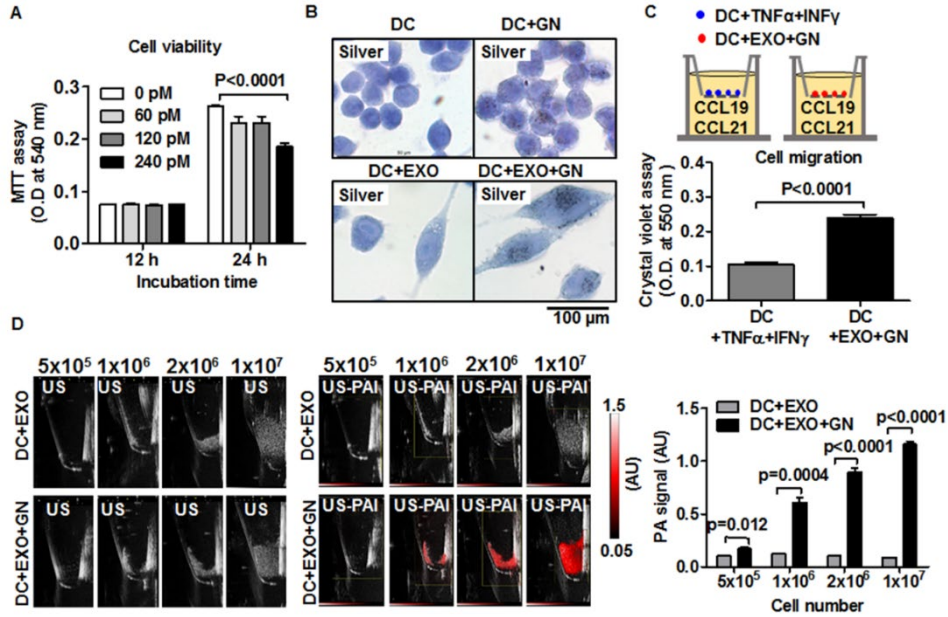 A
Cell viability
P<0.0001
0 pM
60 pM
120 pM
240 pM
MTT assay
(O.D at 540 nm)
0.3
0.2
0.1
0.0
12 h
24 h
Incubation time
B
DC
DC+GN
Silver
Silver
DC+EXO
DC+EXO+GN
Silver
Silver
100 µm
C
DC+TNFα+INFγ
DC+EXO+GN
CCL19
CCL21
CCL19
CCL21
Cell migration
P<0.0001
Crystal violet assay
(O.D. at 550 nm)
0.4
0.3
0.2
0.1
0.0
DC
+TNFα+IFNγ
DC
+EXO+GN
D
5x10⁵ 1x10⁶ 2x10⁶ 1x10⁷
DC+EXO
US US US US
DC+EXO+GN
US US US US
5x10⁵ 1x10⁶ 2x10⁶ 1x10⁷
DC+EXO
US-PAI US-PAI US-PAI US-PAI
DC+EXO+GN
US-PAI US-PAI US-PAI US-PAI
1.5
(AU)
0.05
DC+EXO
DC+EXO+GN
PA signal (AU)
1.5
1.0
0.5
0.0
p=0.012
p=0.0004
p<0.0001
p<0.0001
5x10⁵ 1x10⁶ 2x10⁶ 1x10⁷
Cell number